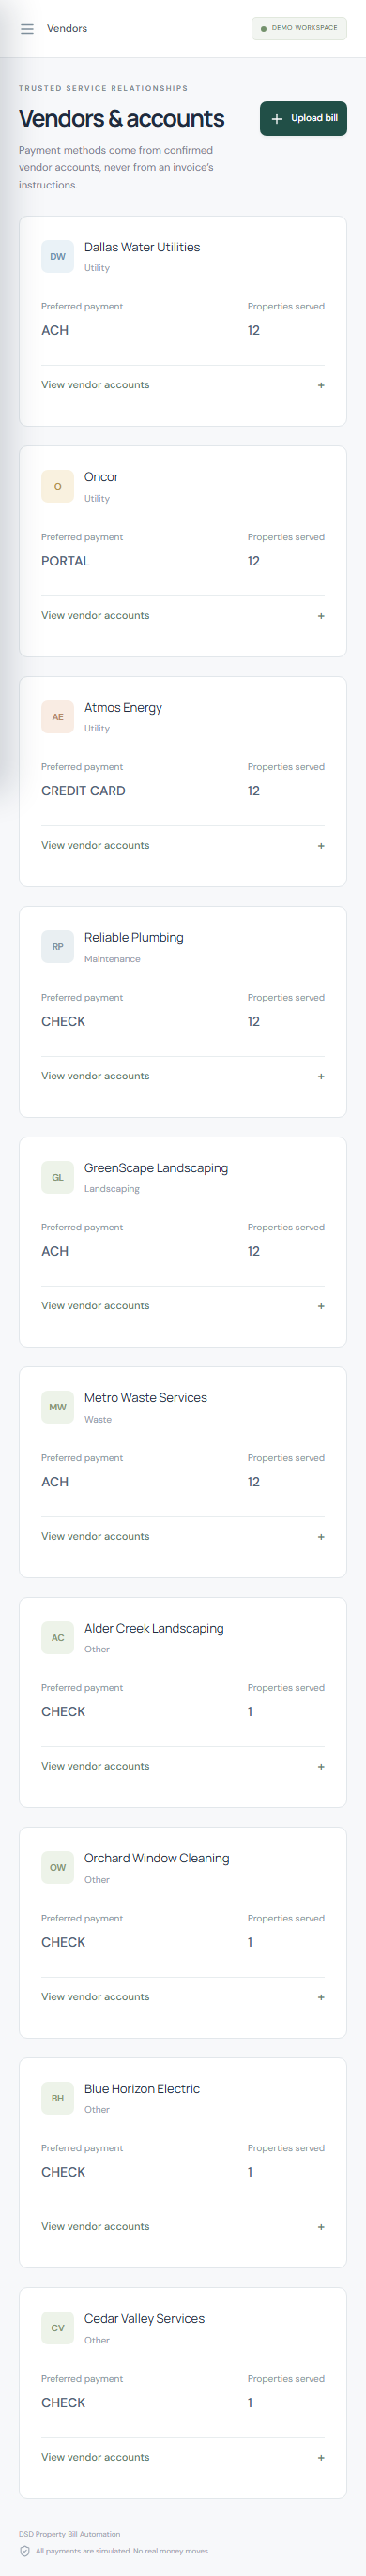 Vendors
DEMO WORKSPACE
TRUSTED SERVICE RELATIONSHIPS
Vendors & accounts
Upload bill
Payment methods come from confirmed
vendor accounts, never from an invoice's
instructions.
DW
Dallas Water Utilities
Utility
Preferred payment
Properties served
ACH
12
View vendor accounts
+
O
Oncor
Utility
Preferred payment
Properties served
PORTAL
12
View vendor accounts
+
AE
Atmos Energy
Utility
Preferred payment
Properties served
CREDIT CARD
12
View vendor accounts
+
RP
Reliable Plumbing
Maintenance
Preferred payment
Properties served
CHECK
12
View vendor accounts
+
GL
GreenScape Landscaping
Landscaping
Preferred payment
Properties served
ACH
12
View vendor accounts
+
MW
Metro Waste Services
Waste
Preferred payment
Properties served
ACH
12
View vendor accounts
+
AC
Alder Creek Landscaping
Other
Preferred payment
Properties served
CHECK
1
View vendor accounts
+
OW
Orchard Window Cleaning
Other
Preferred payment
Properties served
CHECK
1
View vendor accounts
+
BH
Blue Horizon Electric
Other
Preferred payment
Properties served
CHECK
1
View vendor accounts
+
CV
Cedar Valley Services
Other
Preferred payment
Properties served
CHECK
1
View vendor accounts
+
DSD Property Bill Automation
All payments are simulated. No real money moves.